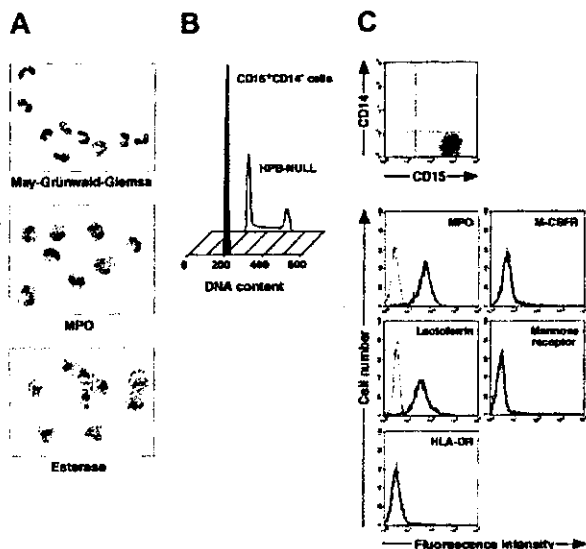 A
May-Grünwald-Giemsa
MPO
Esterase
B
CD15+CD14- cells
HPB-NULL
0 200 400 600
DNA content
C
CD14
CD15
Cell number
MPO
M-CSFR
Lactoferrin
Mannose
receptor
HLA-DR
Fluorescence intensity